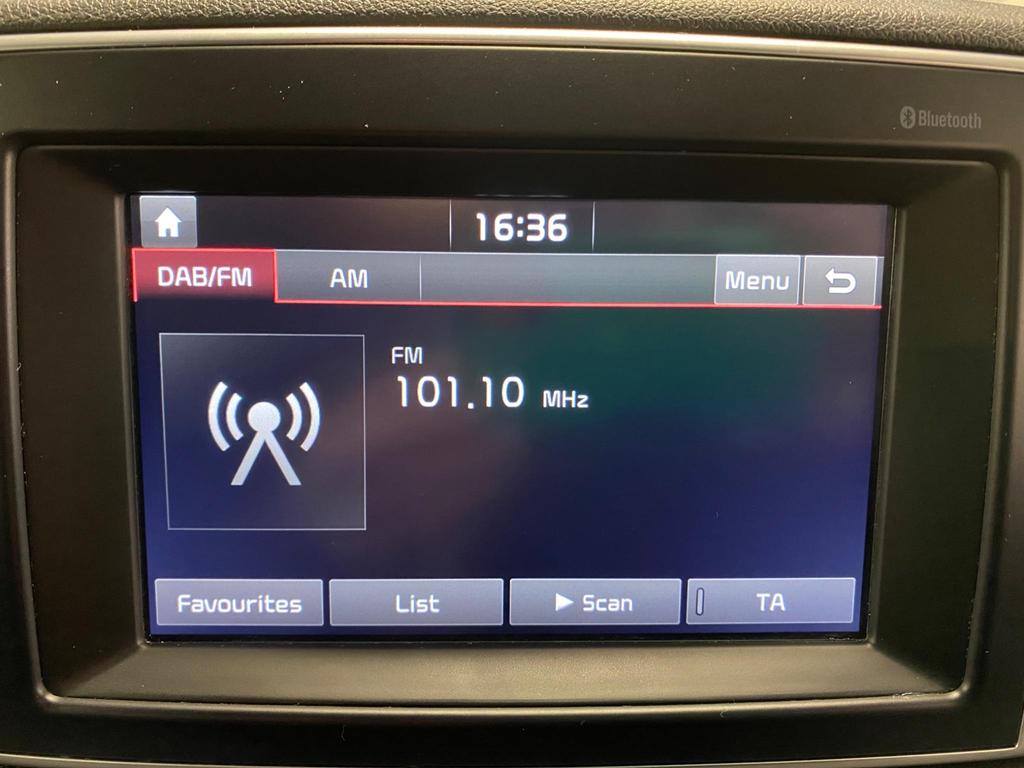 Bluetooth
16:36
DAB/FM AM Menu
FM
101.10 MHz
Favourites List Scan TA